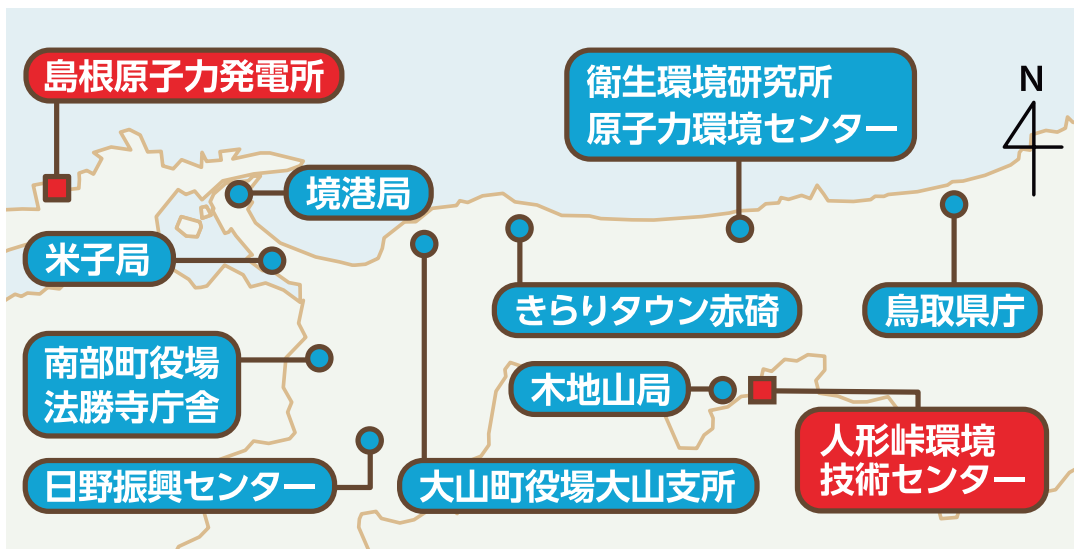 島根原子力発電所
衛生環境研究所
原子力環境センター
N
境港局
米子局
きらりタウン赤碕
鳥取県庁
南部町役場
法勝寺庁舎
木地山局
人形峠環境
技術センター
日野振興センター
大山町役場大山支所